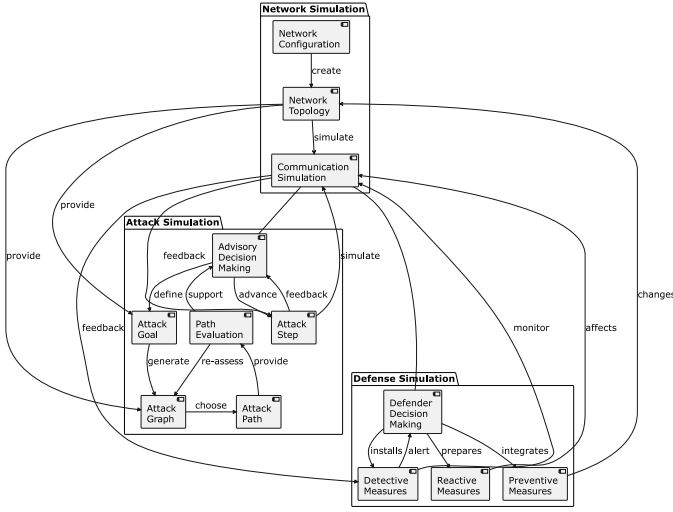 Network Simulation
Network
Configuration
create
Network
Topology
simulate
Communication
Simulation
provide
Attack Simulation
Advisory
Decision
Making
feedback
simulate
provide
define
support
advance
feedback
changes
feedback
Attack
Goal
Path
Evaluation
Attack
Step
monitor
affects
generate
re-assess
provide
Defense Simulation
Attack
Graph
choose
Attack
Path
Defender
Decision
Making
installs
alert
prepares
integrates
Detective
Measures
Reactive
Measures
Preventive
Measures